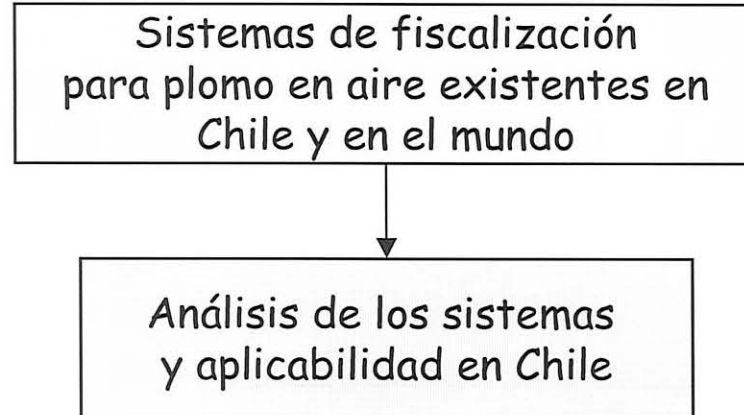 Sistemas de fiscalización
para plomo en aire existentes en
Chile y en el mundo
Análisis de los sistemas
y aplicabilidad en Chile